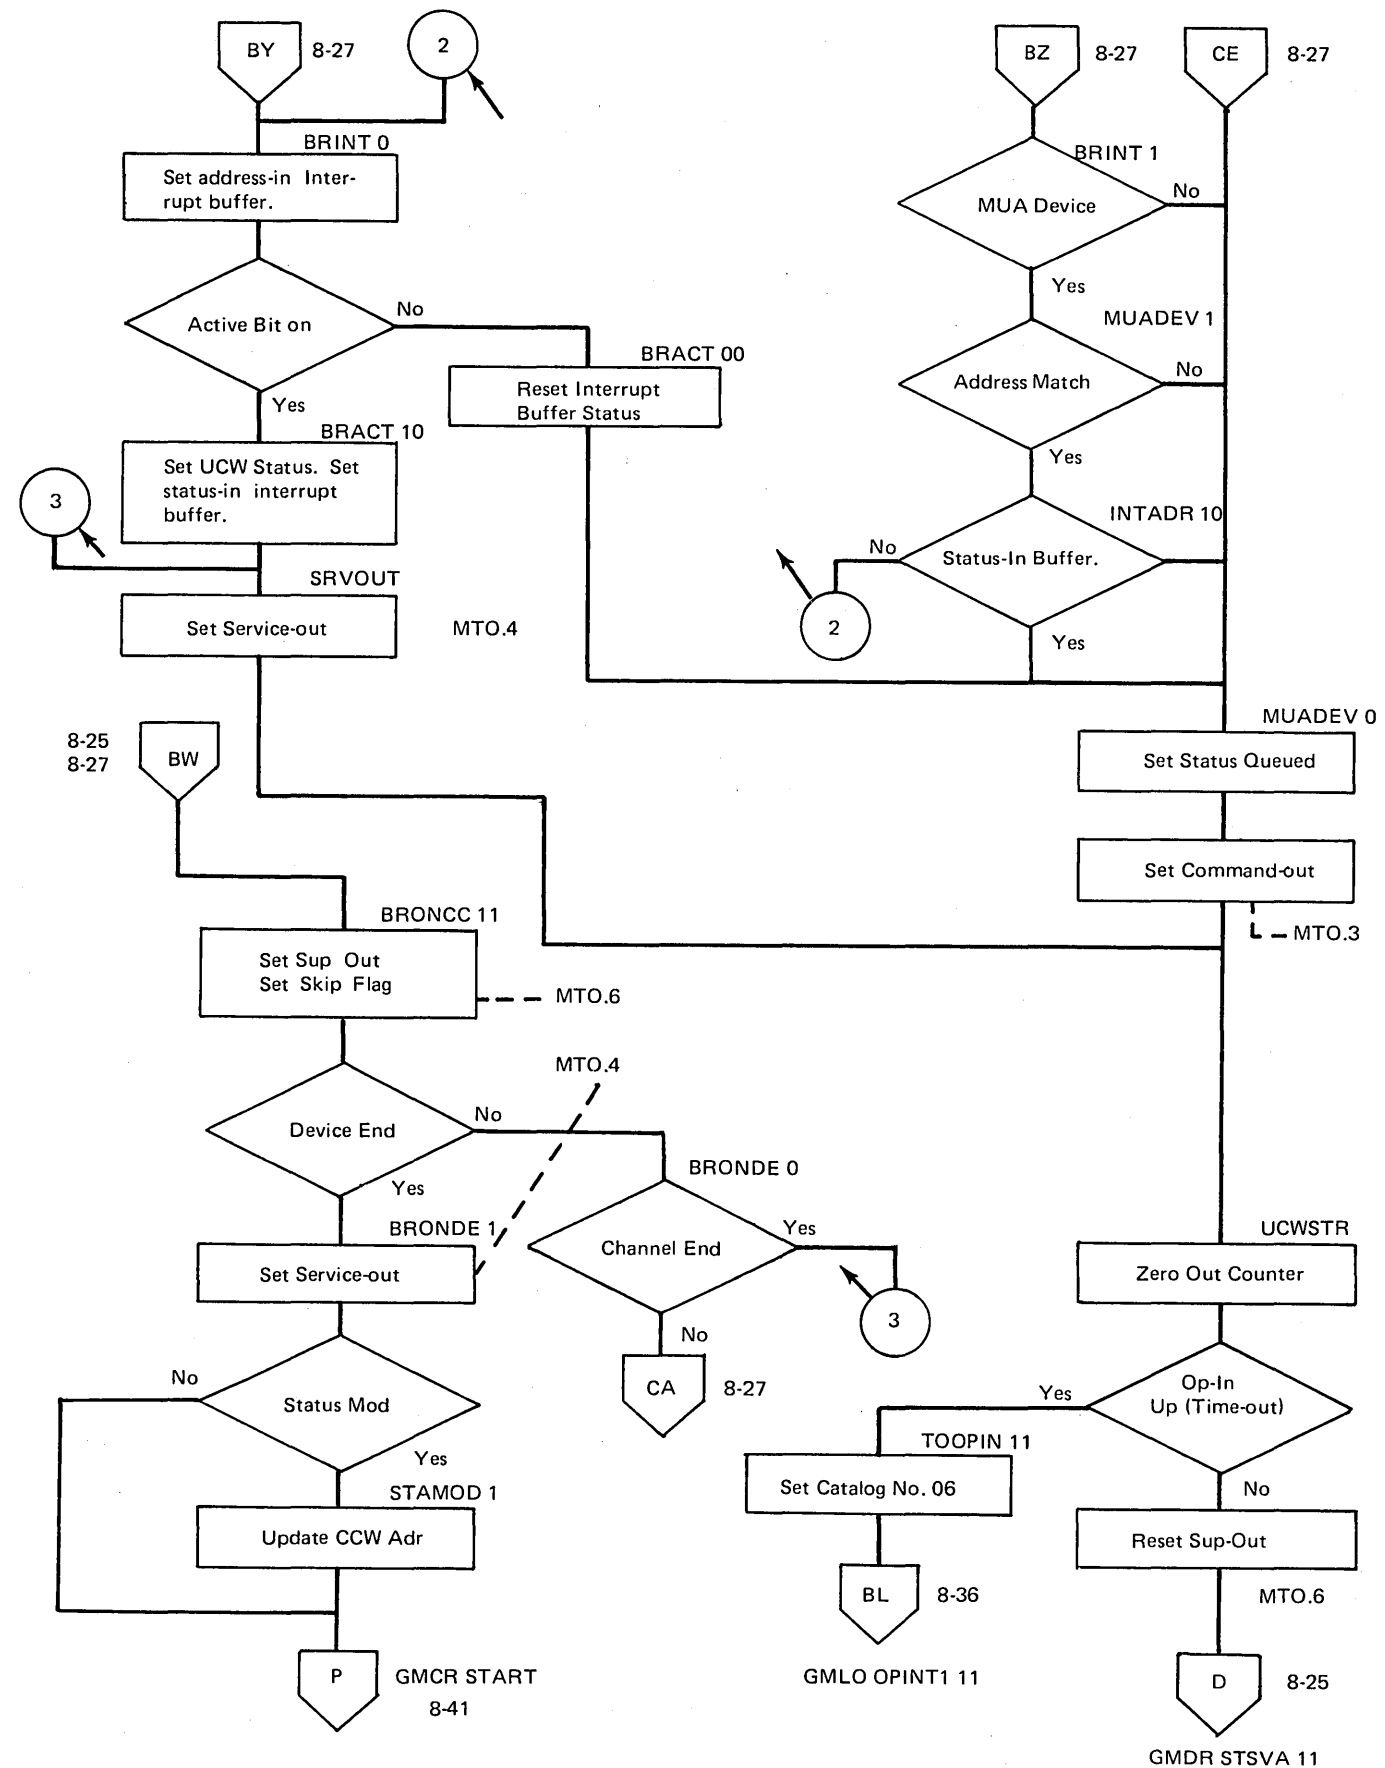 BY
8-27
2
BRINT 0
Set address-in Inter-
rupt buffer.
Active Bit on
No
Yes
BRACT 00
Reset Interrupt
Buffer Status
BRACT 10
Set UCW Status. Set
status-in interrupt
buffer.
3
SRVOUT
Set Service-out
MTO.4
BZ
8-27
CE
8-27
BRINT 1
MUA Device
No
Yes
MUADEV 1
Address Match
No
Yes
INTADR 10
Status-In Buffer.
No
2
Yes
MUADEV 0
Set Status Queued
Set Command-out
MTO.3
8-25
8-27
BW
BRONCC 11
Set Sup Out
Set Skip Flag
MTO.6
MTO.4
Device End
No
Yes
BRONDE 0
Channel End
Yes
3
No
CA
8-27
BRONDE 1
Set Service-out
Status Mod
No
Yes
STAMOD 1
Update CCW Adr
P
GMCR START
8-41
UCWSTR
Zero Out Counter
Op-In
Up (Time-out)
Yes
No
TOOPIN 11
Set Catalog No. 06
BL
8-36
GMLO OPINT1 11
Reset Sup-Out
MTO.6
D
8-25
GMDR STSVA 11